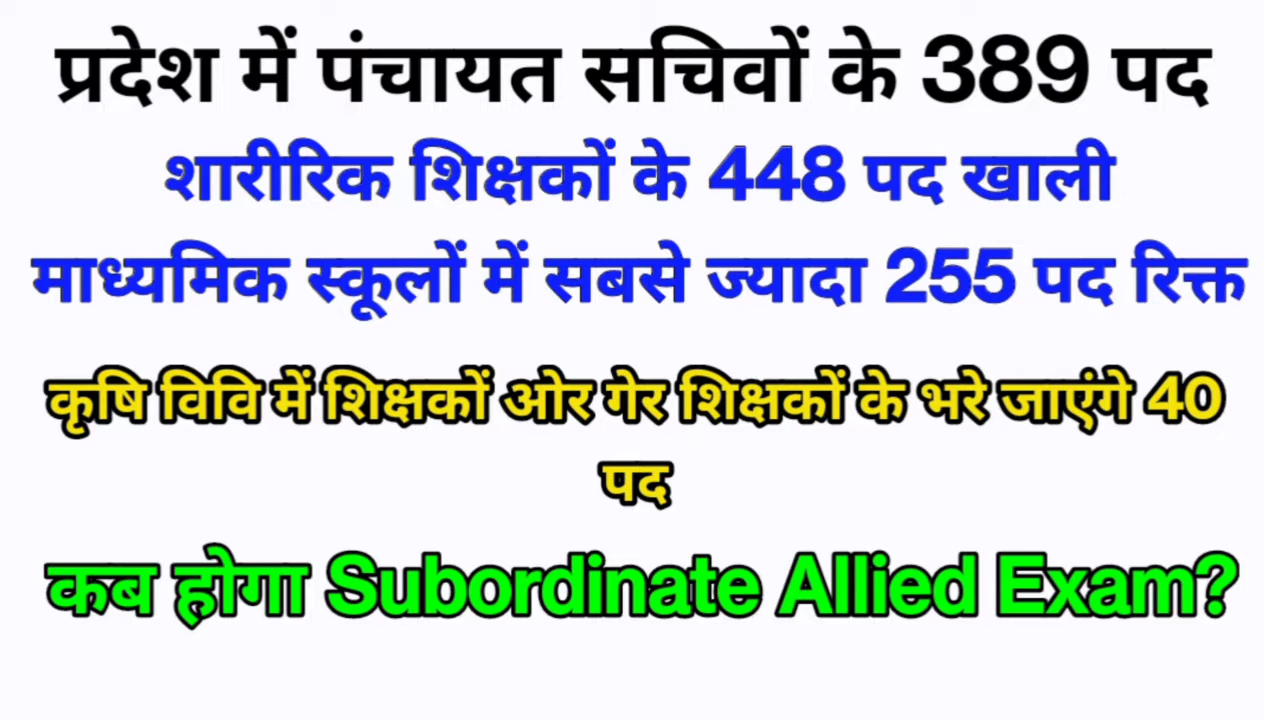 प्रदेश में पंचायत सचिवों के 389 पद
शारीरिक शिक्षकों के 448 पद खाली
माध्यमिक स्कूलों में सबसे ज्यादा 255 पद रिक्त
कृषि विवि में शिक्षकों ओर गेर शिक्षकों के भरे जाएंगे 40
पद
कब होगा Subordinate Allied Exam?